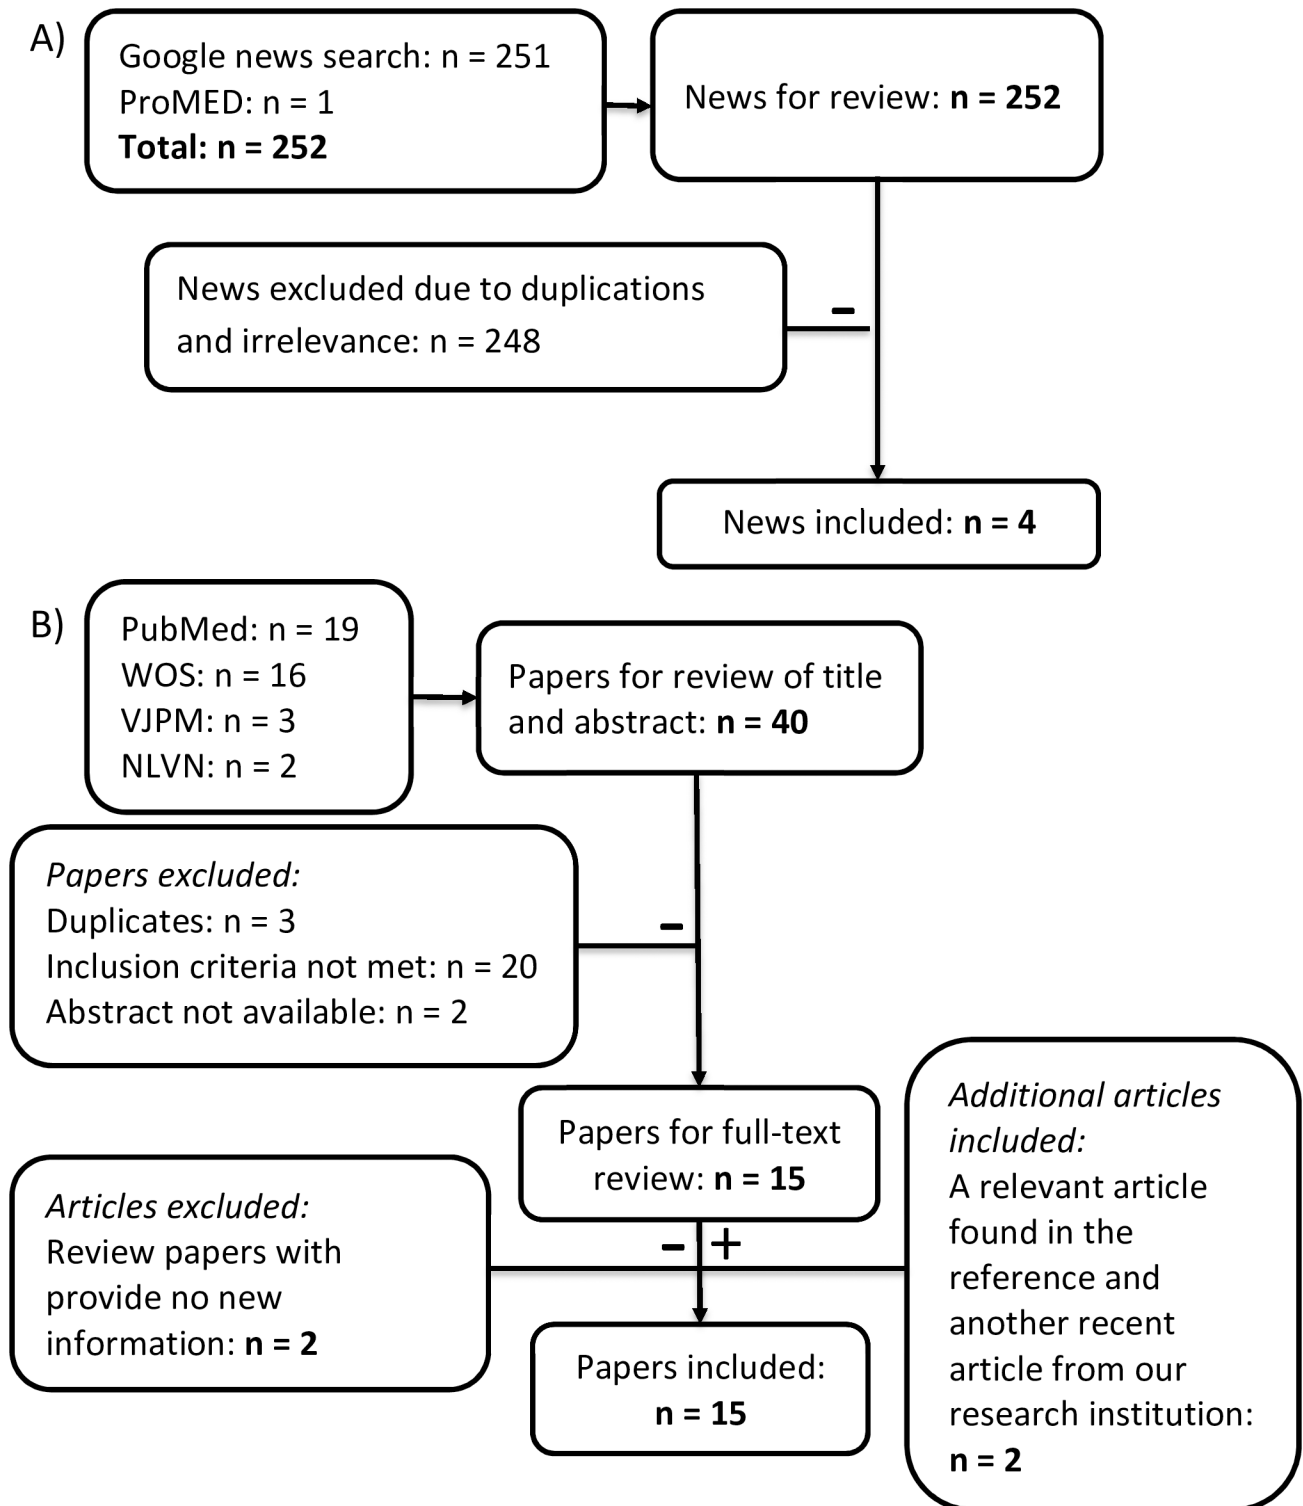 A)
Google news search: n = 251
ProMED: n = 1
Total: n = 252
News for review: n = 252
News excluded due to duplications
and irrelevance: n = 248
–
News included: n = 4
B)
PubMed: n = 19
WOS: n = 16
VJPM: n = 3
NLVN: n = 2
Papers for review of title
and abstract: n = 40
Papers excluded:
Duplicates: n = 3
Inclusion criteria not met: n = 20
Abstract not available: n = 2
–
Papers for full-text
review: n = 15
Articles excluded:
Review papers with
provide no new
information: n = 2
– +
Additional articles
included:
A relevant article
found in the
reference and
another recent
article from our
research institution:
n = 2
Papers included:
n = 15